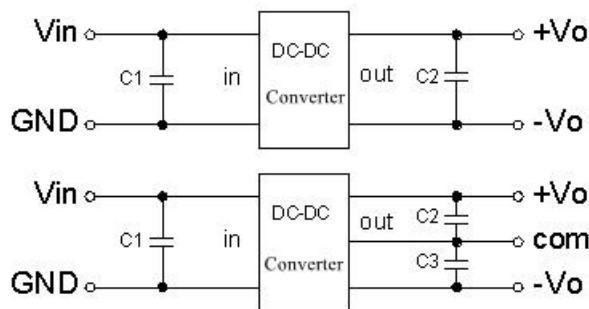 Vin
DC-DC
+Vo
C1
in
out
C2
Converter
GND
-Vo
Vin
+Vo
DC-DC
out
C2
C1
in
com
Converter
C3
GND
-Vo